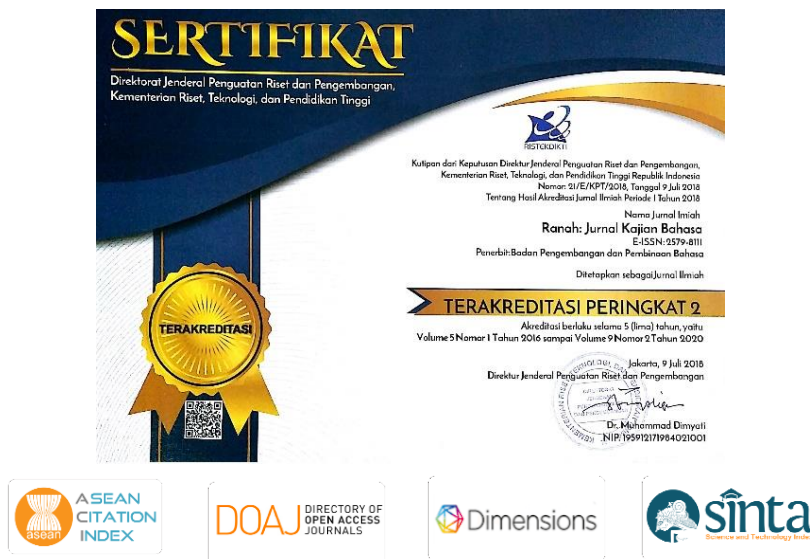 SERTIFIKAT
Direktorat Jenderal Penguatan Riset dan Pengembangan,
Kementerian Riset, Teknologi, dan Pendidikan Tinggi
RISTEKDIKTI
Kutipan dari Keputusan Direktur Jenderal Penguatan Riset dan Pengembangan,
Kementerian Riset, Teknologi, dan Pendidikan Tinggi Republik Indonesia
Nomor: 21/E/KPT/2018, Tanggal 9 Juli 2018
Tentang Hasil Akreditasi Jurnal Ilmiah Periode I Tahun 2018
Nama Jurnal Imiah
Ranah: Jurnal Kajian Bahasa
E-ISSN: 2579-8111
Penerbit: Badan Pengembangan dan Pembinaan Bahasa
Ditetapkan sebagai Jurnal Ilmiah
TERAKREDITASI PERINGKAT 2
TERAKREDITASI
Akreditasi berlaku selama 5 (lima) tahun, yaitu
Volume 5 Nomor 1 Tahun 2016 sampai Volume 9 Nomor 2 Tahun 2020
Jakarta, 9 Juli 2018
Direktur Jenderal Penguatan Riset dan Pengembangan
Dr. Muhammad Dimyati
NIP. 195912171984021001
asean
ASEAN
CITATION
INDEX
DOAJ
DIRECTORY OF
OPEN ACCESS
JOURNALS
Dimensions
sinta
Science and Technology Inde